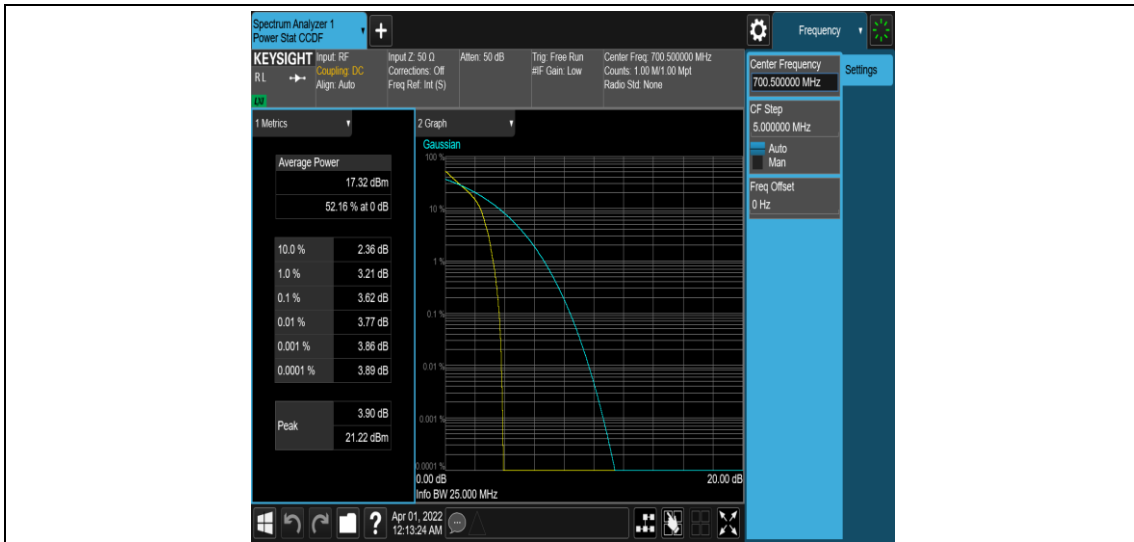 Spectrum Analyzer 1
Power Stat CCDF
Frequency
KEYSIGHT
RL
Input: RF
Coupling: DC
Align: Auto
Input Z: 50 Ω
Corrections: Off
Freq Ref: Int (S)
Atten: 50 dB
Trig: Free Run
#IF Gain: Low
Center Freq: 700.500000 MHz
Counts: 1.00 M/1.00 Mpt
Radio Std: None
Center Frequency
700.500000 MHz
Settings
CF Step
5.000000 MHz
Auto
Man
Freq Offset
0 Hz
1 Metrics
Average Power
17.32 dBm
52.16 % at 0 dB
10.0 % 2.36 dB
1.0 % 3.21 dB
0.1 % 3.62 dB
0.01 % 3.77 dB
0.001 % 3.86 dB
0.0001 % 3.89 dB
Peak
3.90 dB
21.22 dBm
2 Graph
Gaussian
100 %
10 %
1 %
0.1 %
0.01 %
0.001 %
0.0001 %
0.00 dB
20.00 dB
Info BW 25.000 MHz
?
Apr 01, 2022
12:13:24 AM